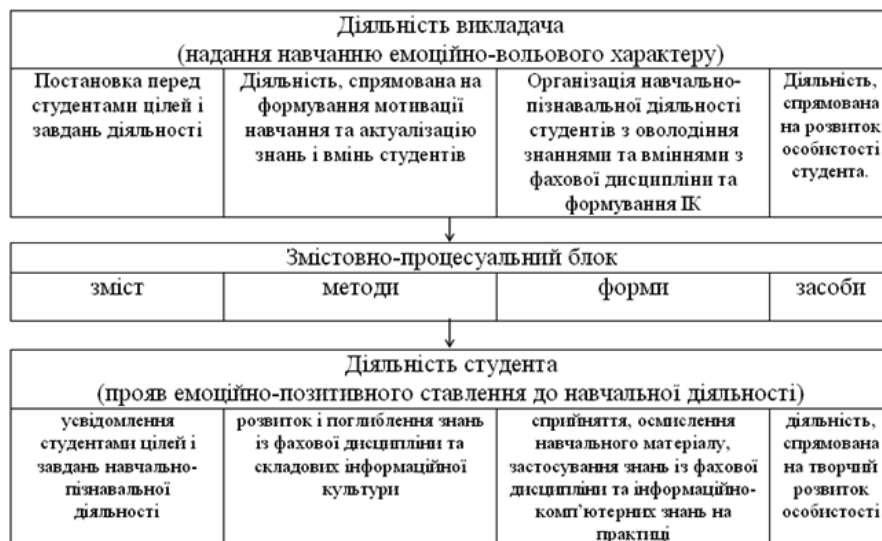 Діяльність викладача
(надання навчанню емоційно-вольового характеру)
Постановка перед
студентами цілей і
завдань діяльності
Діяльність, спрямована на
формування мотивації
навчання та актуалізацію
знань і вмінь студентів
Організація навчально-
пізнавальної діяльності
студентів з оволодіння
знаннями та вміннями з
фахової дисципліни та
формування ІК
Діяльність,
спрямована
на розвиток
особистості
студента.
Змістовно-процесуальний блок
зміст
методи
форми
засоби
Діяльність студента
(прояв емоційно-позитивного ставлення до навчальної діяльності)
усвідомлення
студентами цілей і
завдань навчально-
пізнавальної
діяльності
розвиток і поглиблення знань
із фахової дисципліни та
складових інформаційної
культури
сприйняття, осмислення
навчального матеріалу,
застосування знань із фахової
дисципліни та інформаційно-
комп'ютерних знань на
практиці
діяльність,
спрямована
на творчий
розвиток
особистості